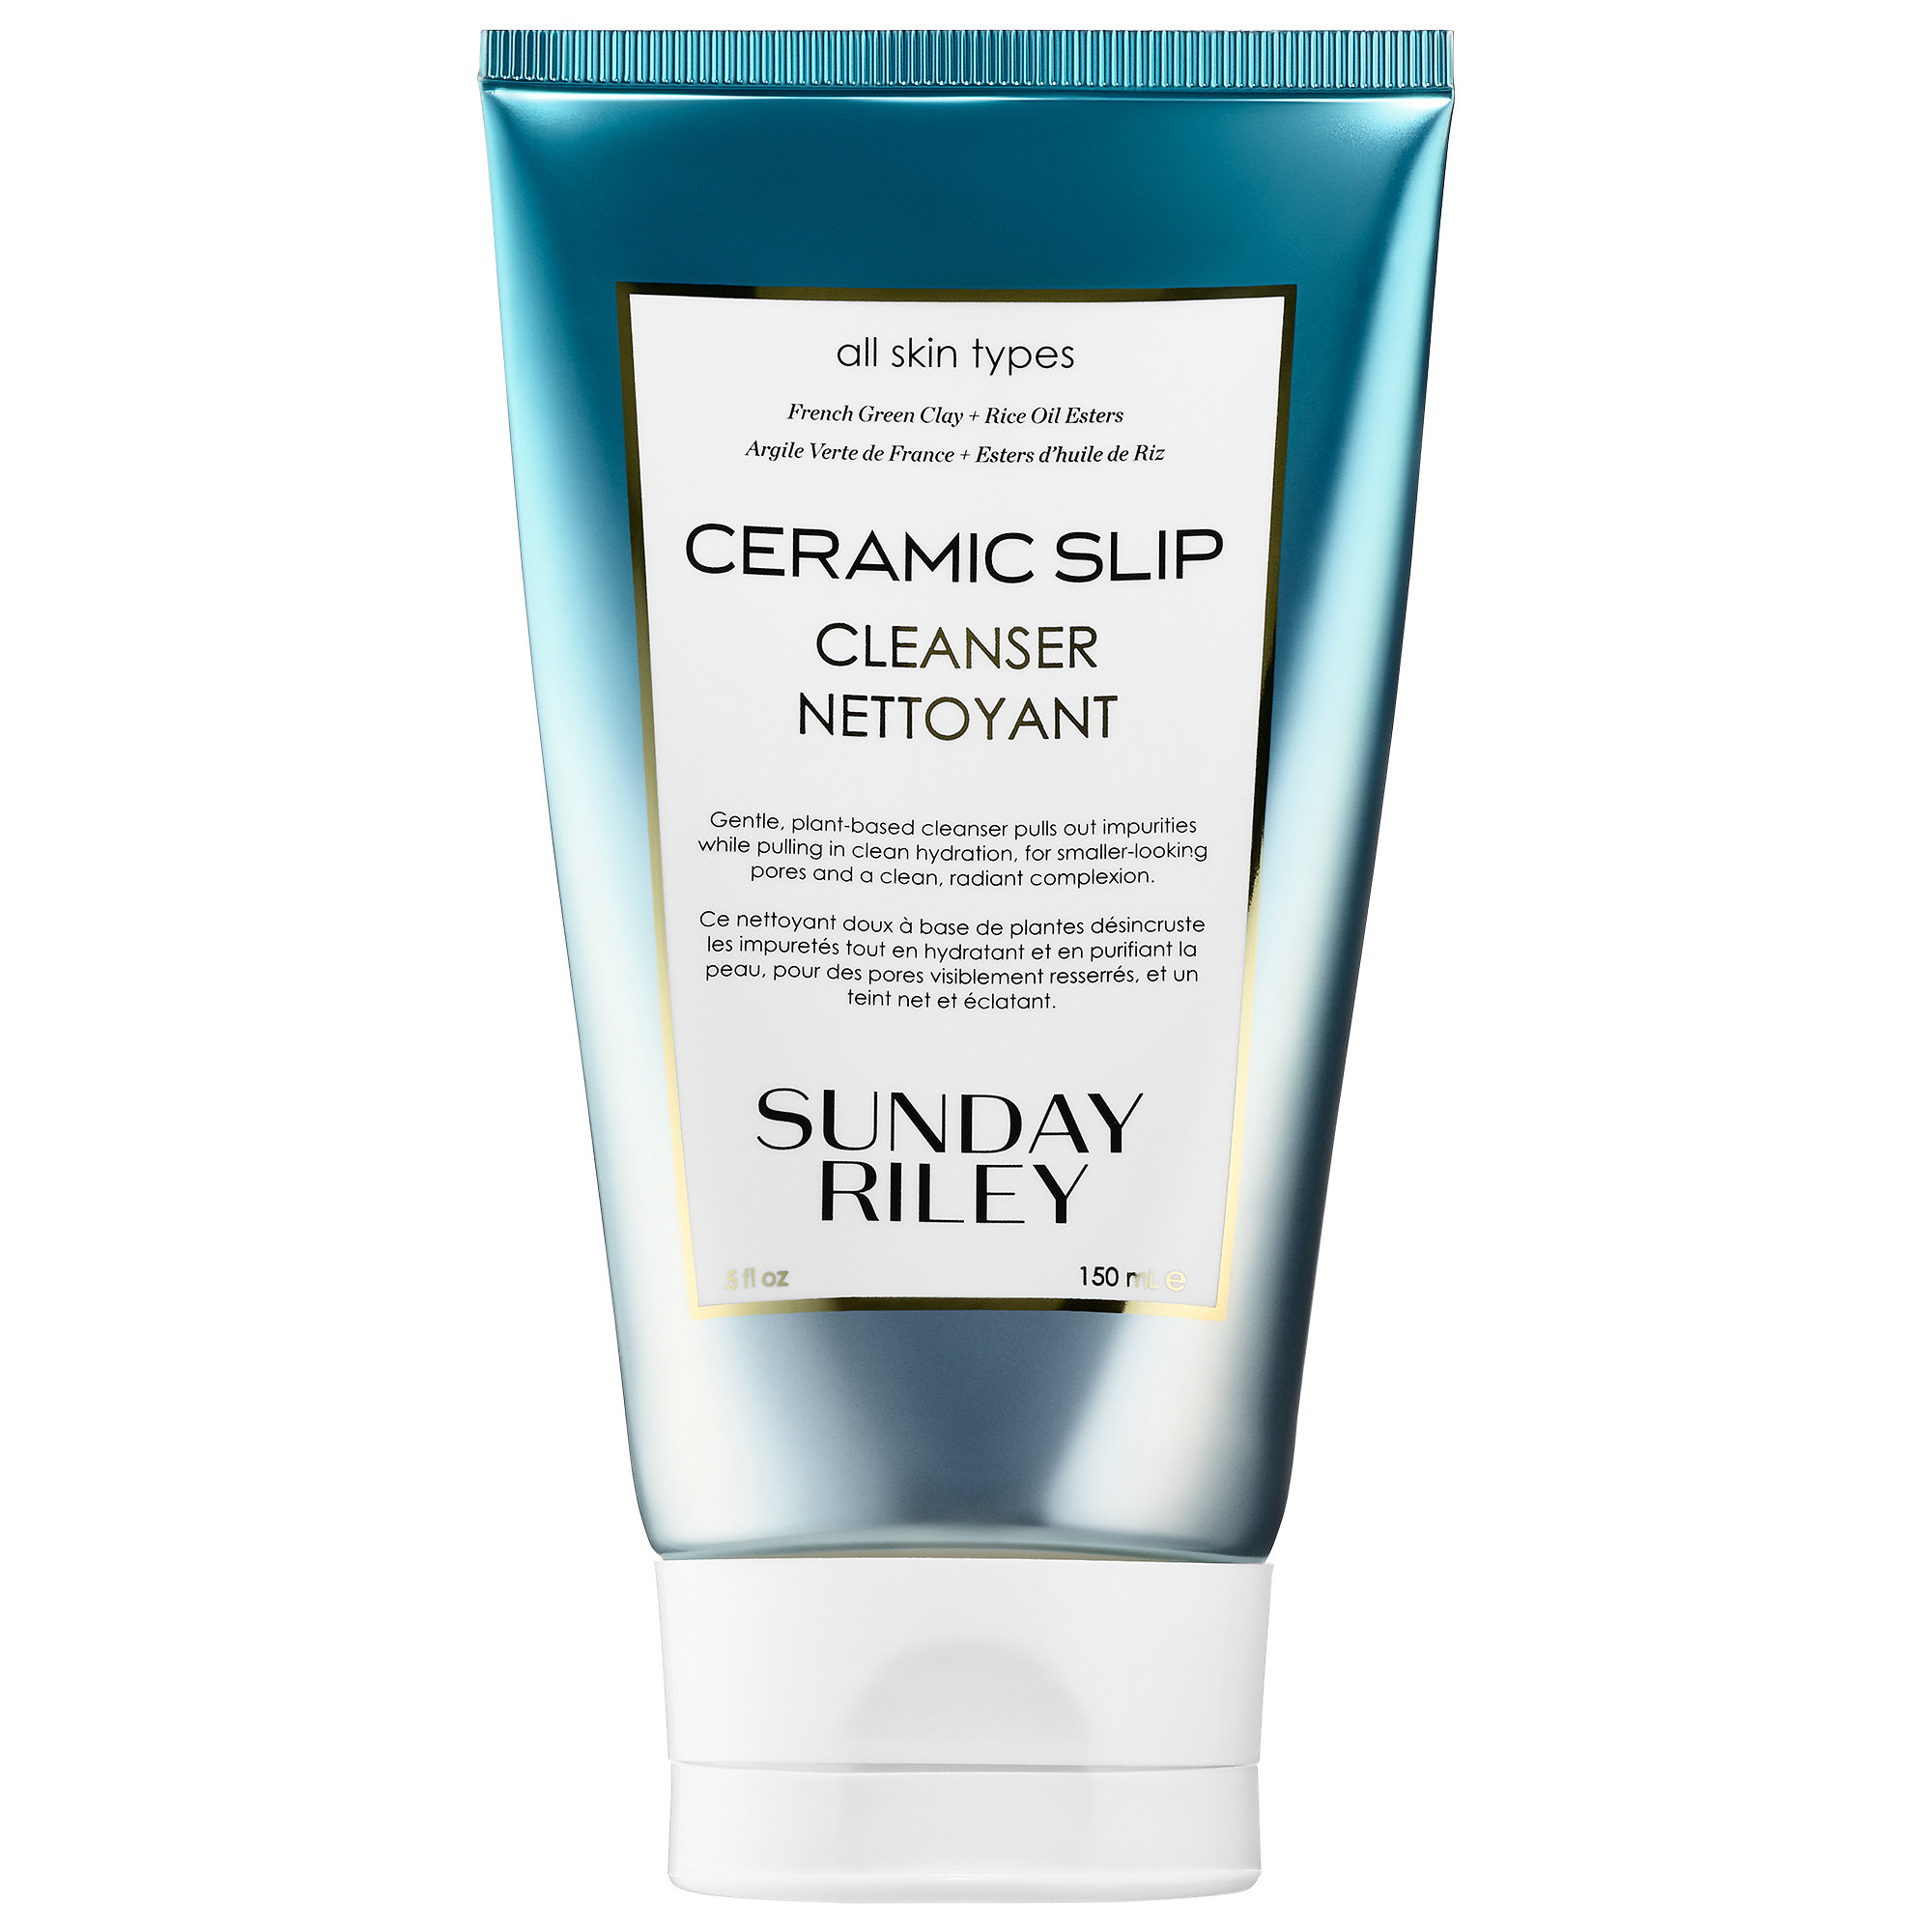 all skin types
French Green Clay + Rice Oil Esters
Argile Verte de France + Esters d'huile de Riz
CERAMIC SLIP
CLEANSER
NETTOYANT
Gentle, plant-based cleanser pulls out impurities
while pulling in clean hydration, for smaller-looking
pores and a clean, radiant complexion.
Ce nettoyant doux à base de plantes désincruste
les impuretés tout en hydratant et en purifiant la
peau, pour des pores visiblement resserrés, et un
teint net et éclatant.
SUNDAY
RILEY
5 fl oz 150 mL e